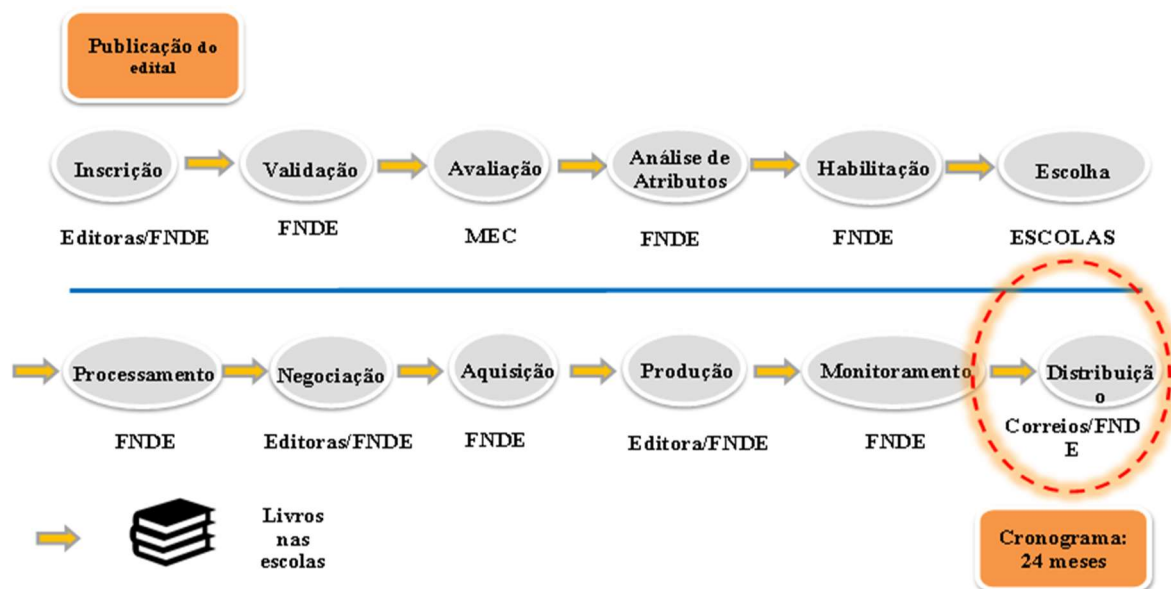 Publicação do
edital
Inscrição
Validação
Avaliação
Análise de
Atributos
Habilitação
Escolha
Editoras/FNDE
FNDE
MEC
FNDE
FNDE
ESCOLAS
Processamento
Negociação
Aquisição
Produção
Monitoramento
Distribuiçã
o
FNDE
Editoras/FNDE
FNDE
Editora/FNDE
FNDE
Correios/FND
E
Livros
nas
escolas
Cronograma:
24 meses